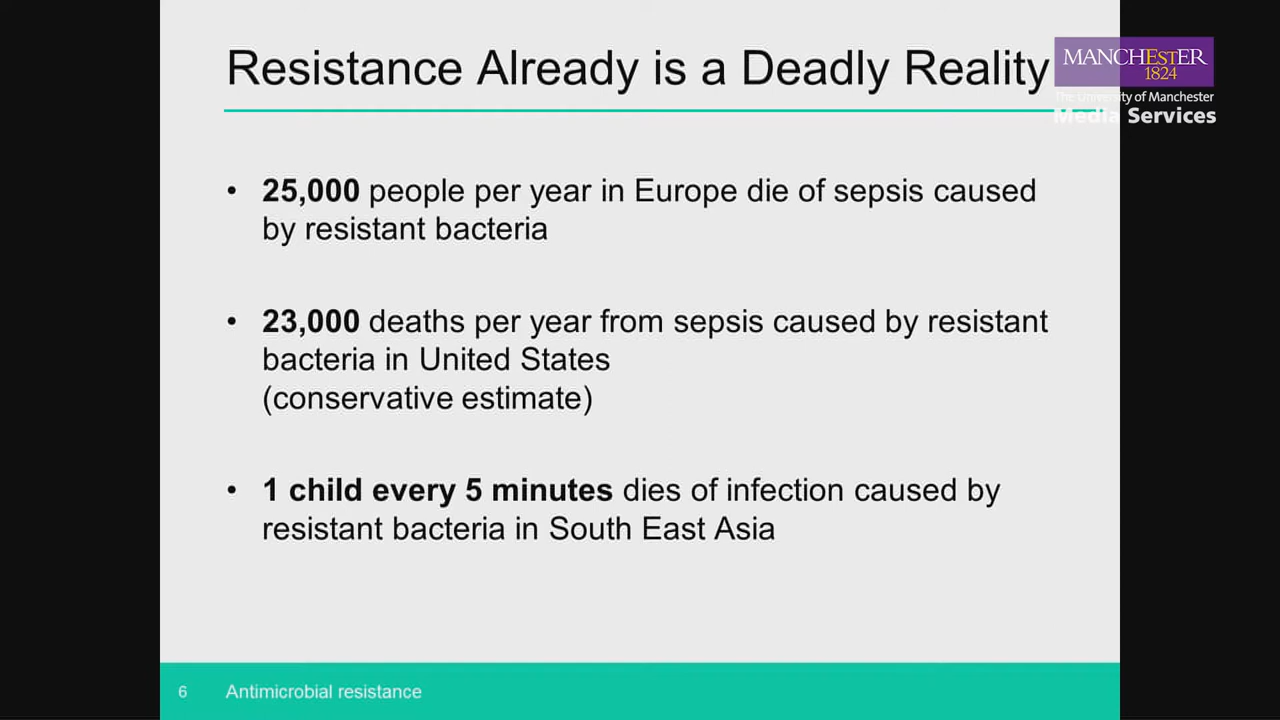 Resistance Already is a Deadly Reality
MANCHESTER
1824
The University of Manchester
Media Services
• 25,000 people per year in Europe die of sepsis caused
by resistant bacteria
• 23,000 deaths per year from sepsis caused by resistant
bacteria in United States
(conservative estimate)
• 1 child every 5 minutes dies of infection caused by
resistant bacteria in South East Asia
6 Antimicrobial resistance